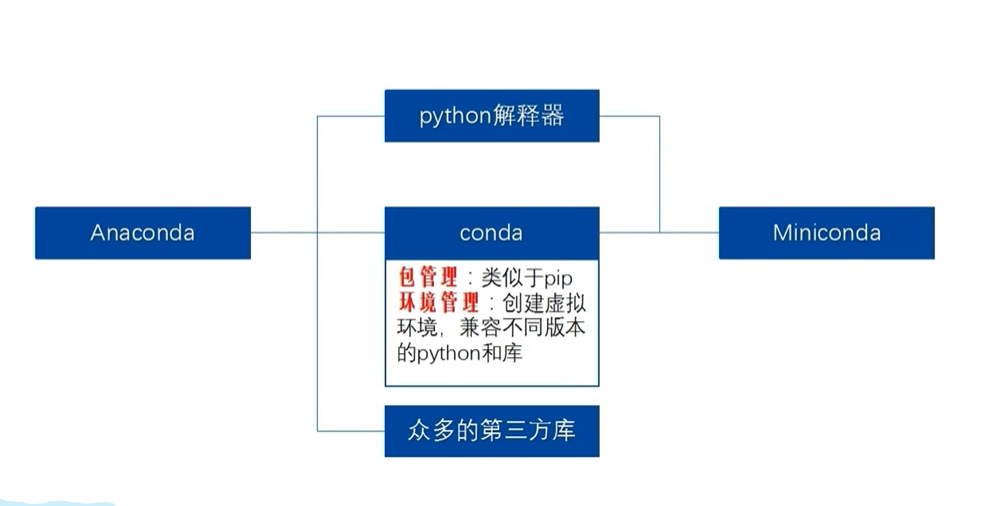 python解释器
Anaconda
conda
Miniconda
包管理：类似于pip
环境管理：创建虚拟
环境，兼容不同版本
的python和库
众多的第三方库